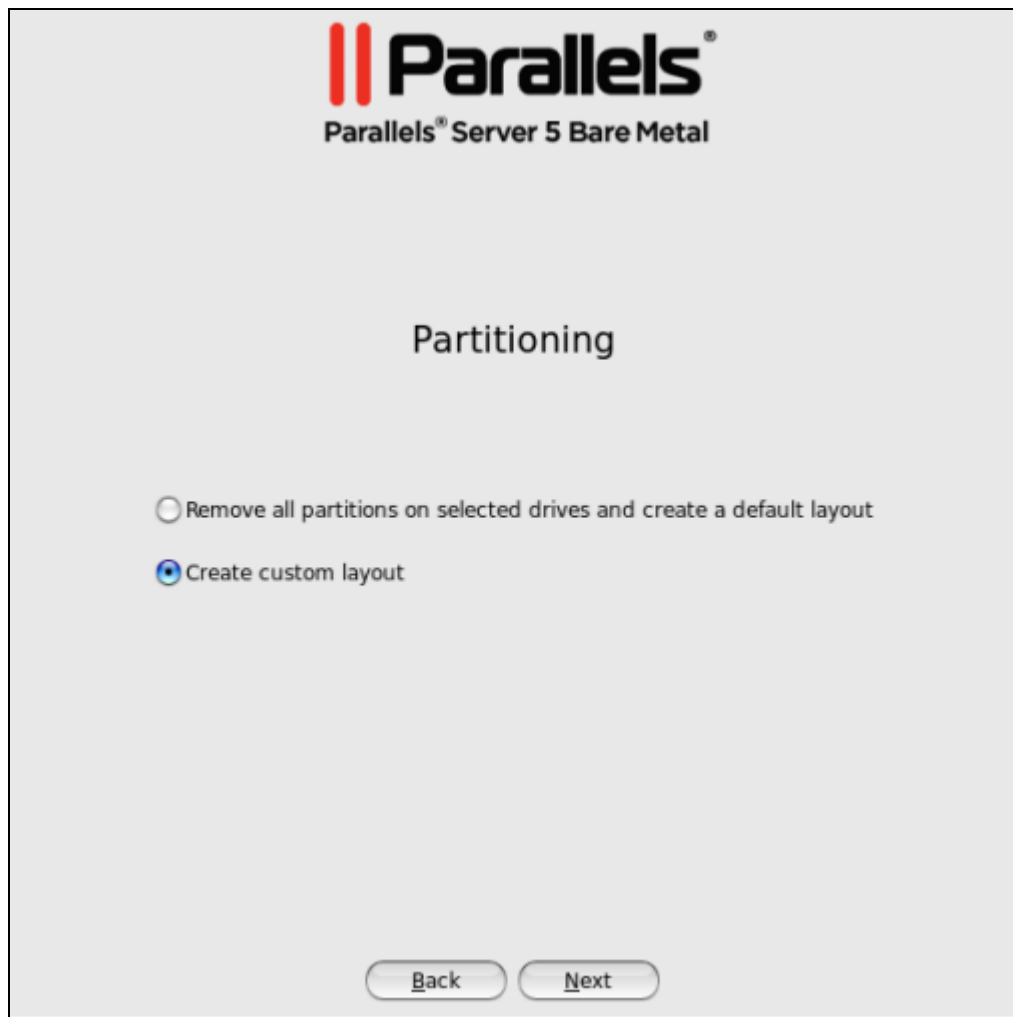 Parallels®
Parallels® Server 5 Bare Metal
Partitioning
Remove all partitions on selected drives and create a default layout
Create custom layout
Back Next